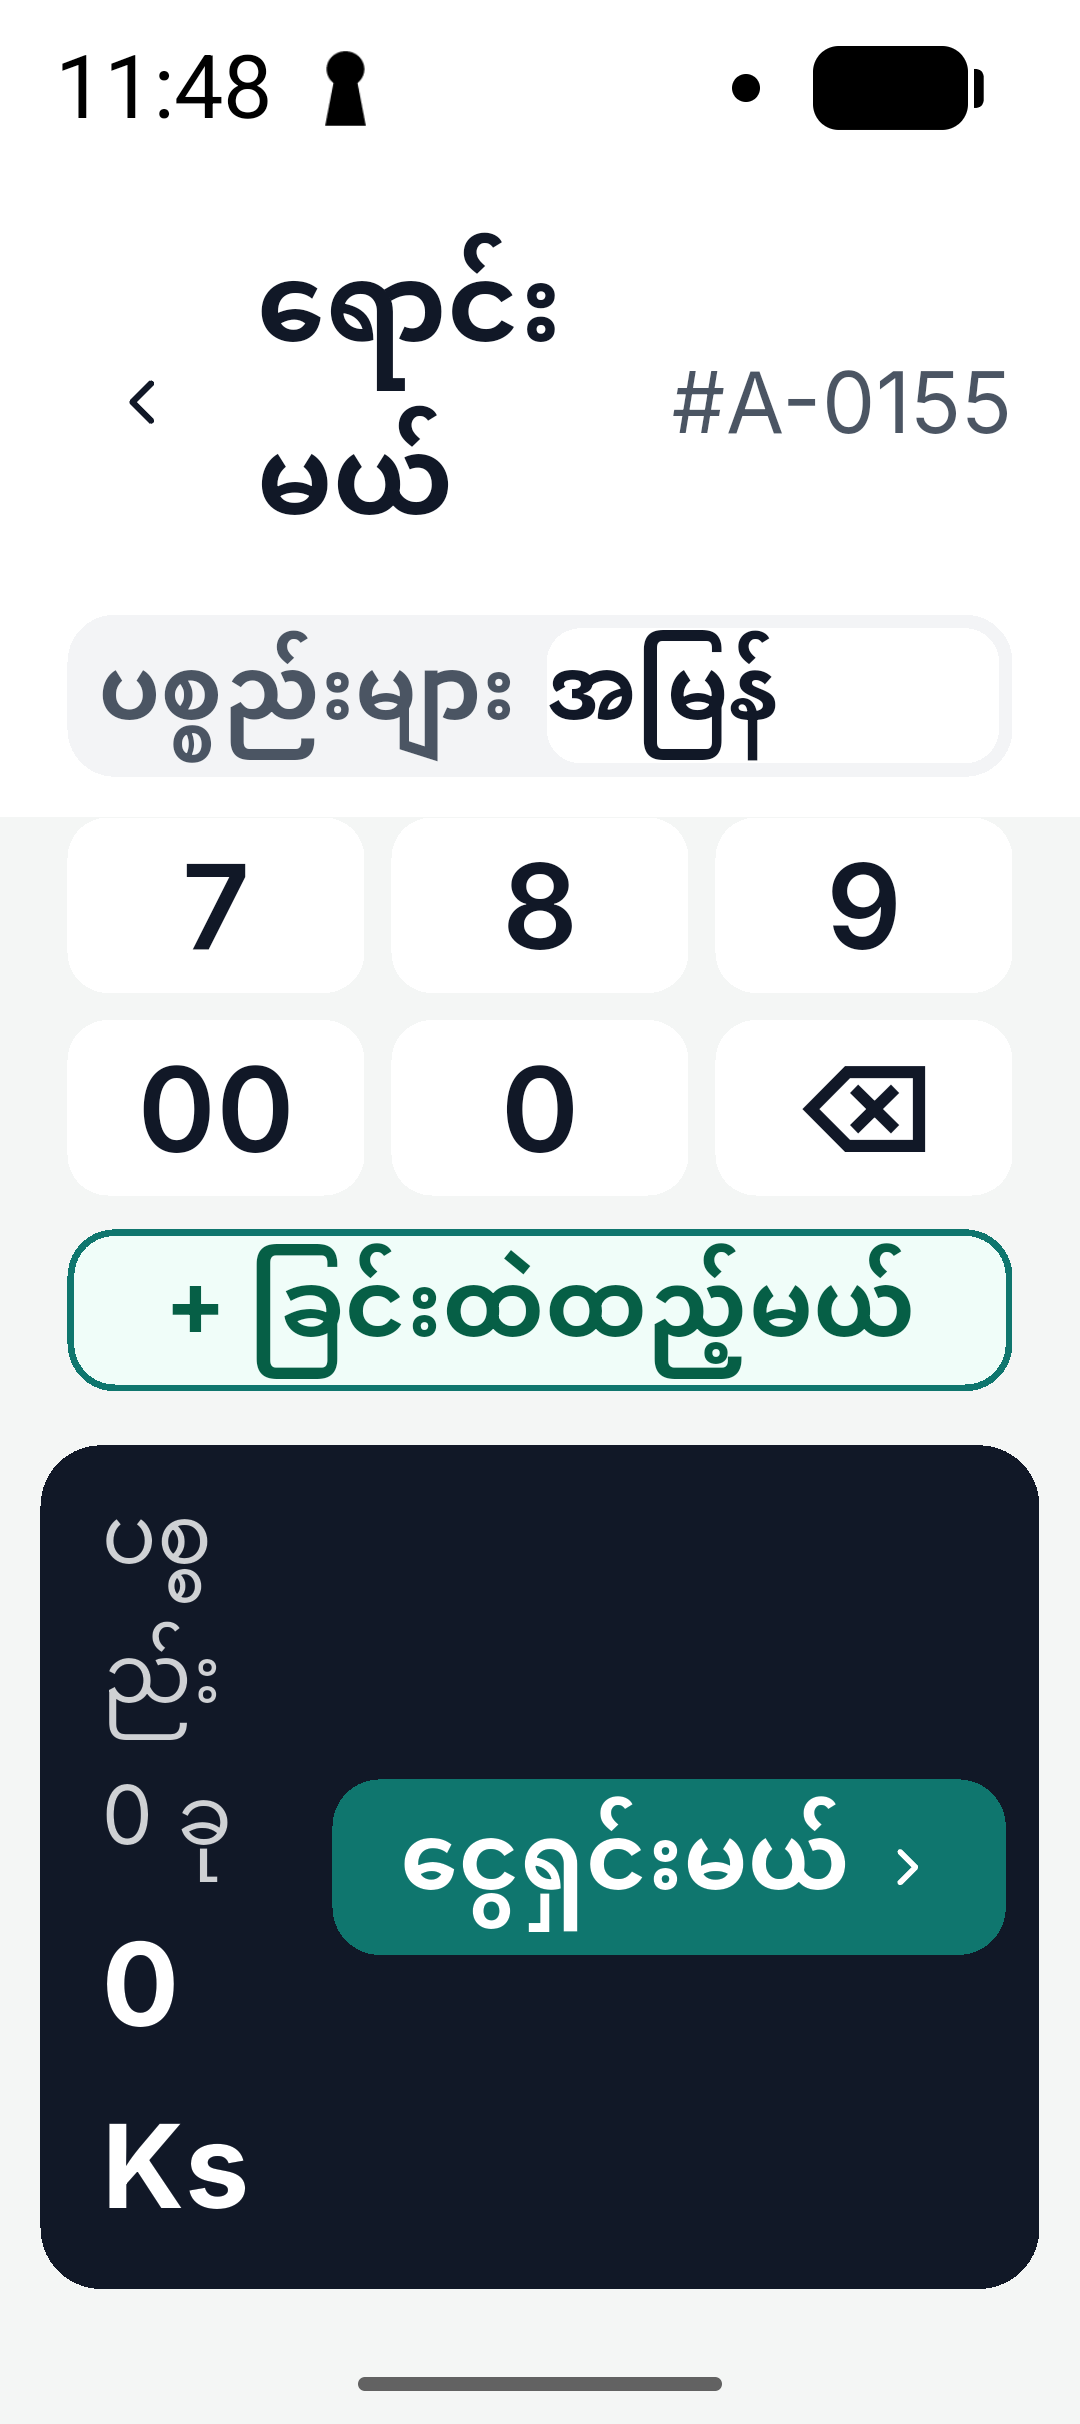 11:48
ရောင်း
မယ်
#A-0155
ပစ္စည်းများ
အမြန်
7
8
9
00
0
+ ခြင်းထဲထည့်မယ်
ပစ္စ
ည်း
0 ခု
0
Ks
ငွေရှင်းမယ်